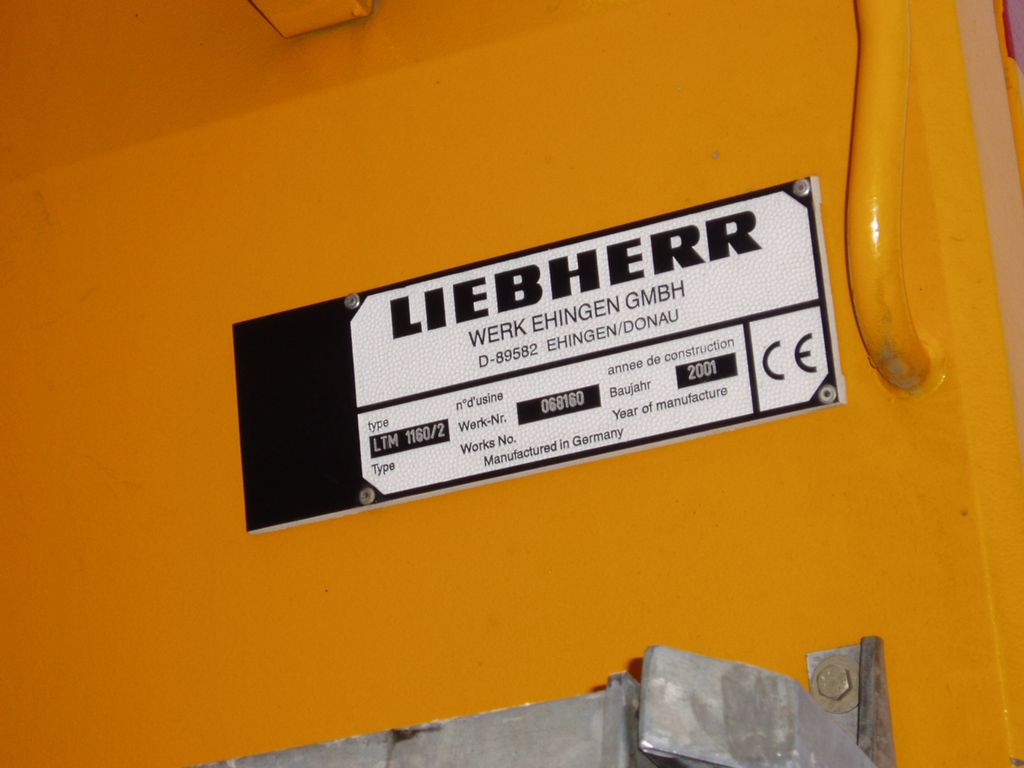 LIEBHERR
WERK EHINGEN GMBH
D-89582 EHINGEN/DONAU
type
LTM 1160/2
Type
n°d'usine
Werk-Nr.
Works No.
068160
annee de construction
Baujahr
2001
Year of manufacture
Manufactured in Germany
CE